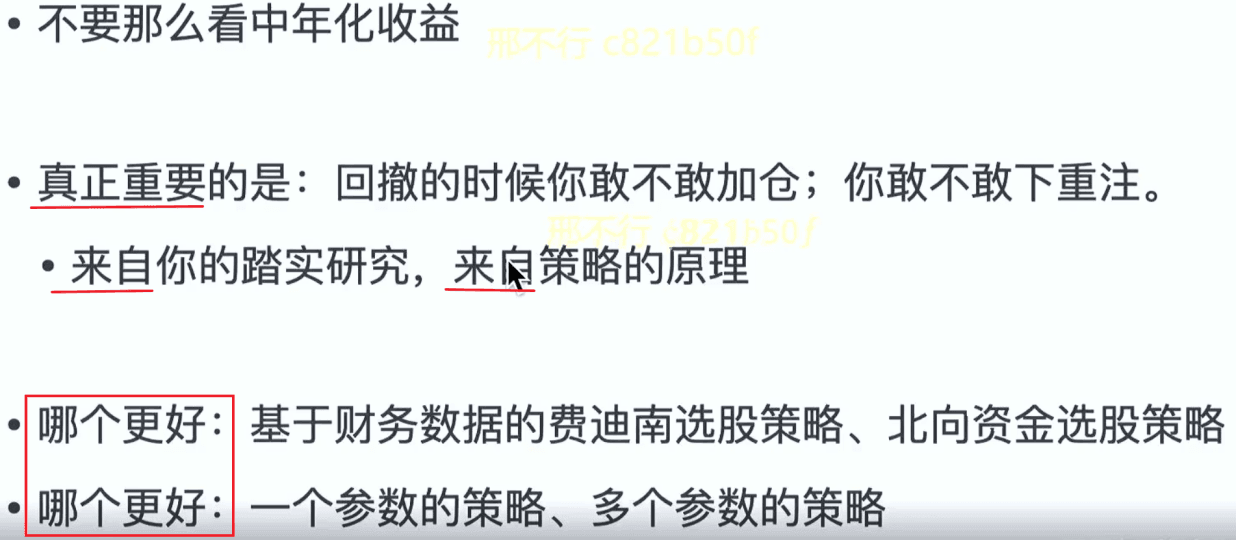 • 不要那么看中年化收益
邢不行 c821b50f
• 真正重要的是：回撤的时候你敢不敢加仓；你敢不敢下重注。
邢不行 c821b50f
• 来自你的踏实研究，来自策略的原理
• 哪个更好：基于财务数据的费迪南选股策略、北向资金选股策略
• 哪个更好：一个参数的策略、多个参数的策略